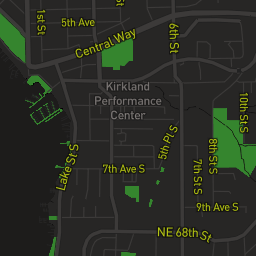 1st St
5th Ave
Central Way
6th St
Kirkland
Performance
Center
10th St S
8th St S
5th Pl S
Lake St S
7th Ave S
7th St S
9th Ave S
NE 68th St